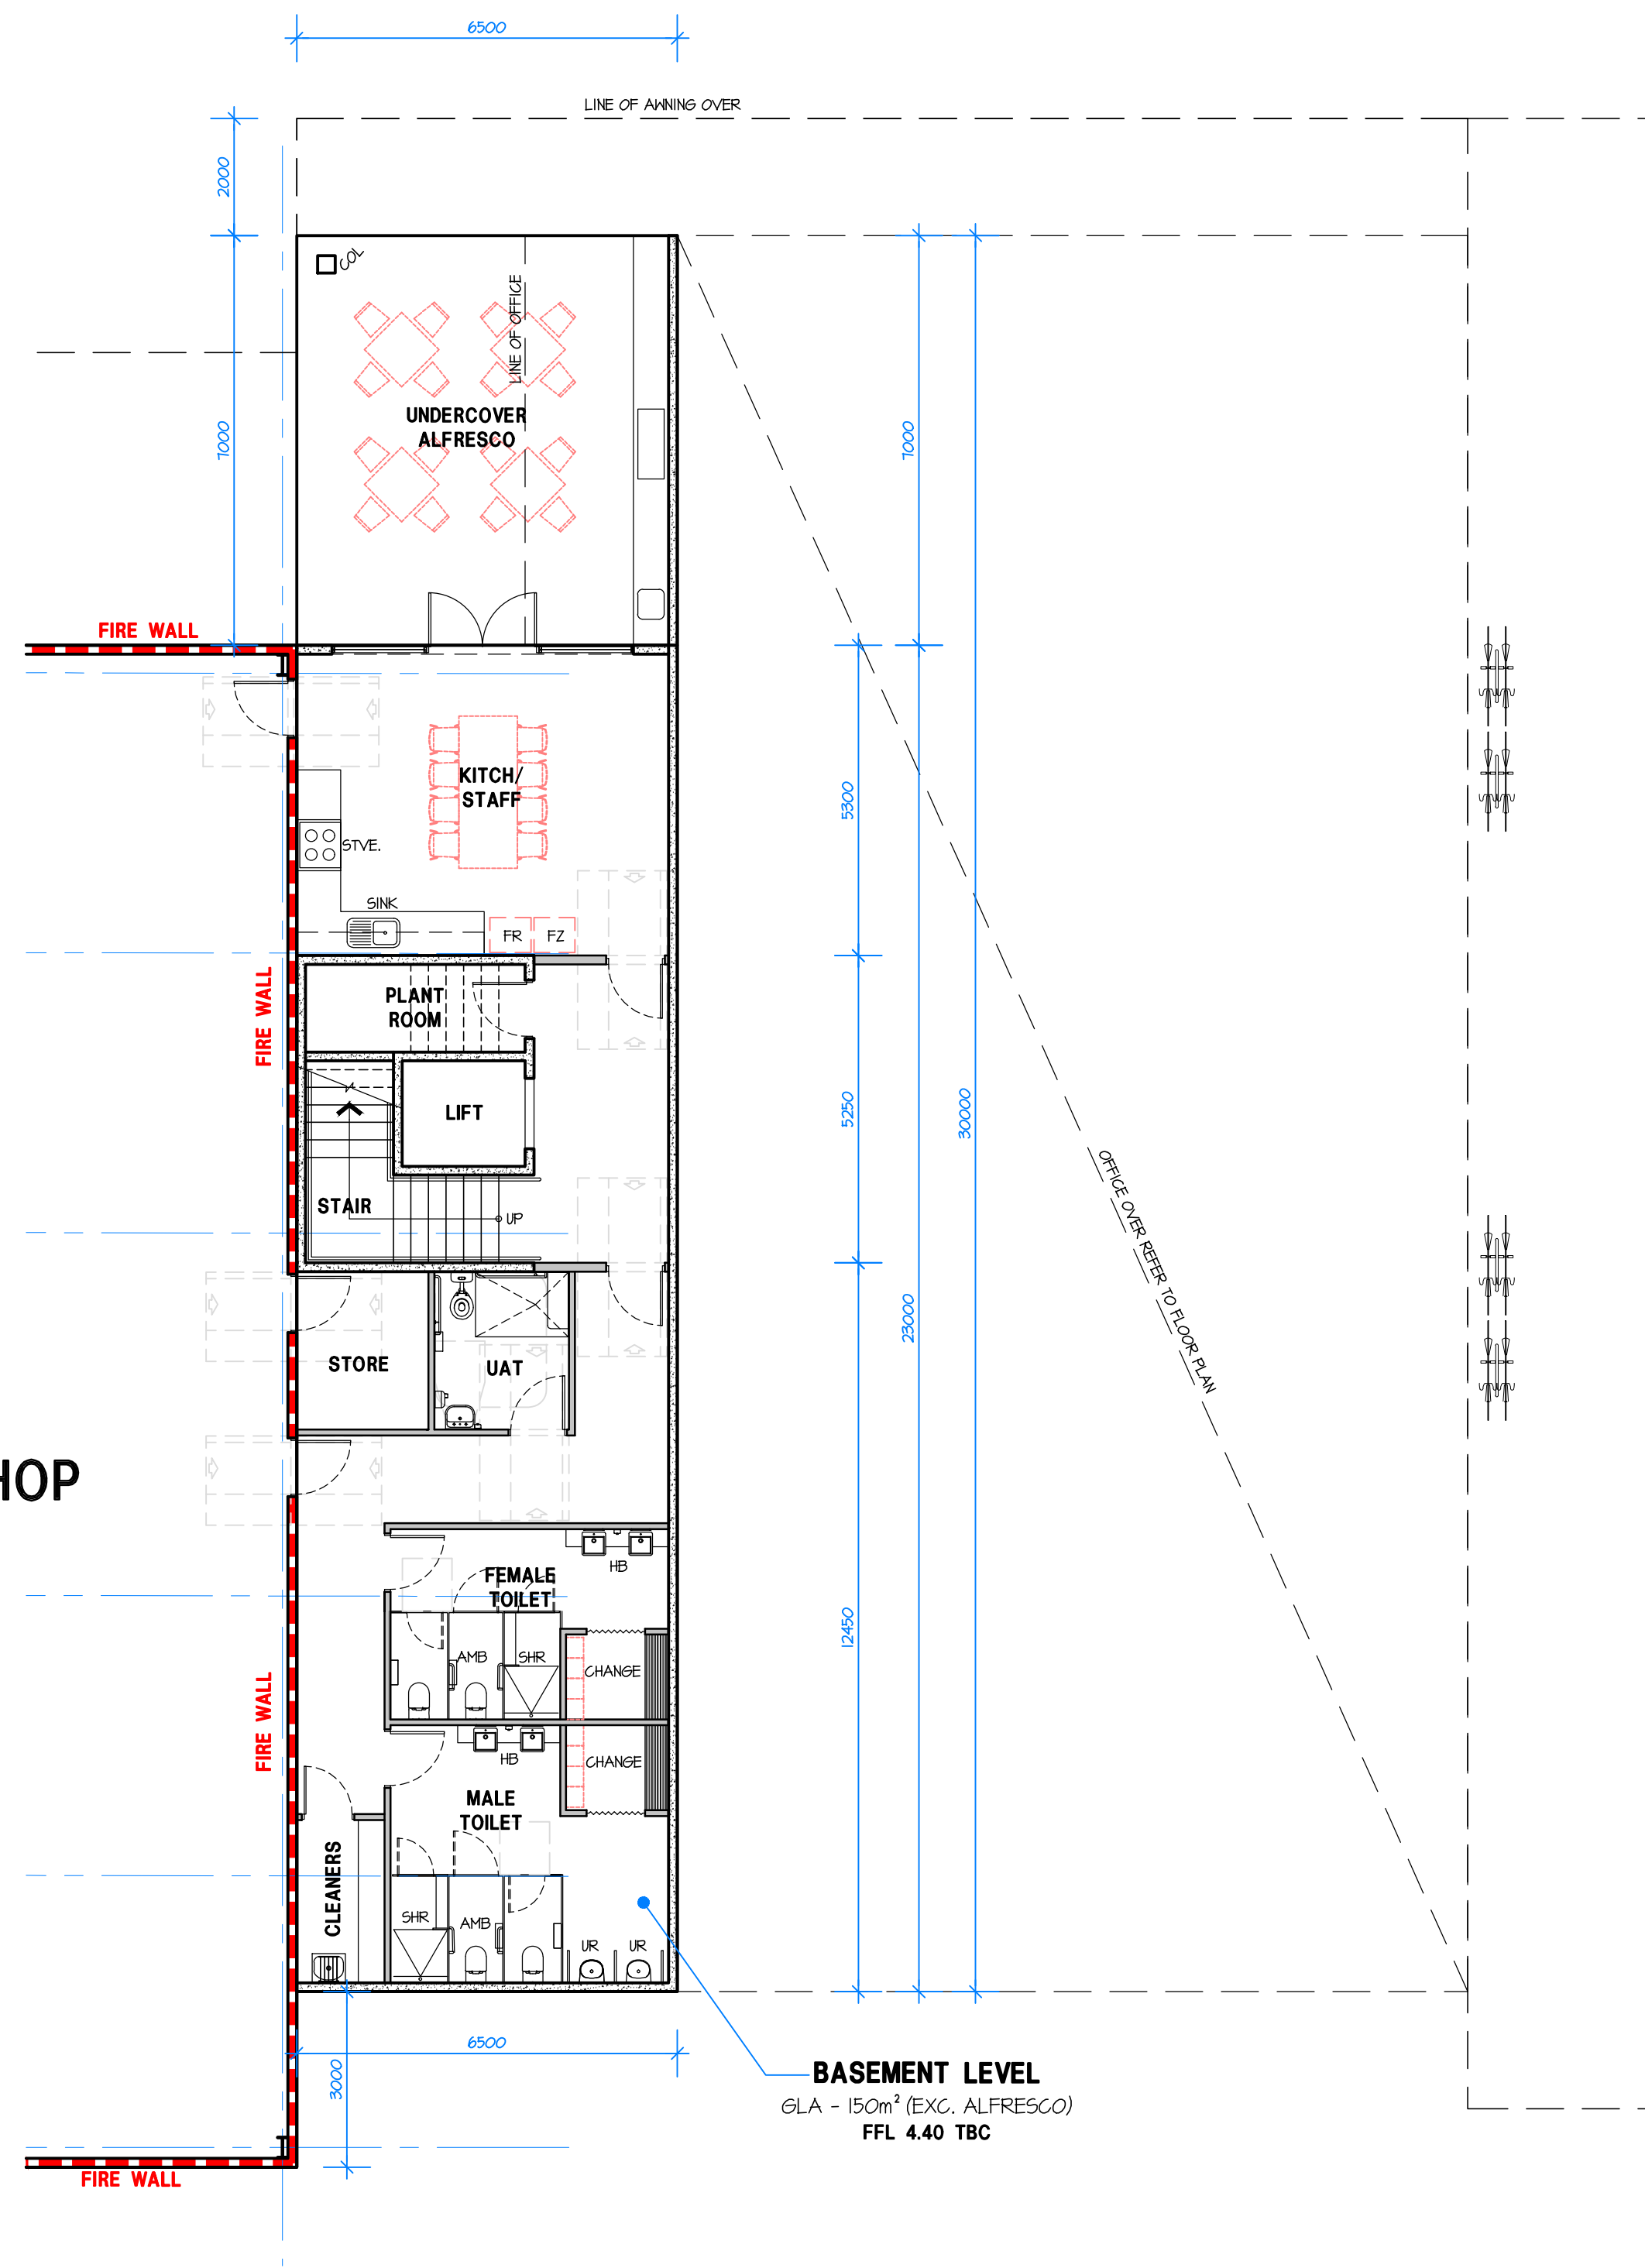 6500
LINE OF AWNING OVER
2000
COL
LINE OF OFFICE
UNDERCOVER
ALFRESCO
7000
7000
FIRE WALL
KITCH/
STAFF
STVE.
SINK
FR
FZ
5300
FIRE WALL
PLANT
ROOM
LIFT
STAIR
UP
5250
30000
OFFICE OVER REFER TO FLOOR PLAN
23000
STORE
UAT
HOP
HB
FEMALE
TOILET
AMB
SHR
CHANGE
12450
FIRE WALL
HB
CHANGE
MALE
TOILET
CLEANERS
SHR
AMB
UR
UR
6500
3000
BASEMENT LEVEL
GLA - 150m² (EXC. ALFRESCO)
FFL 4.40 TBC
FIRE WALL